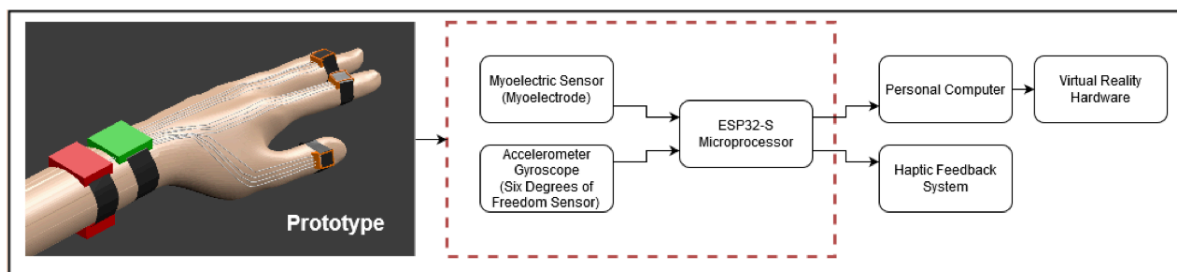 Prototype
Myoelectric Sensor
(Myoelectrode)
Accelerometer
Gyroscope
(Six Degrees of
Freedom Sensor)
ESP32-S
Microprocessor
Personal Computer
Virtual Reality
Hardware
Haptic Feedback
System